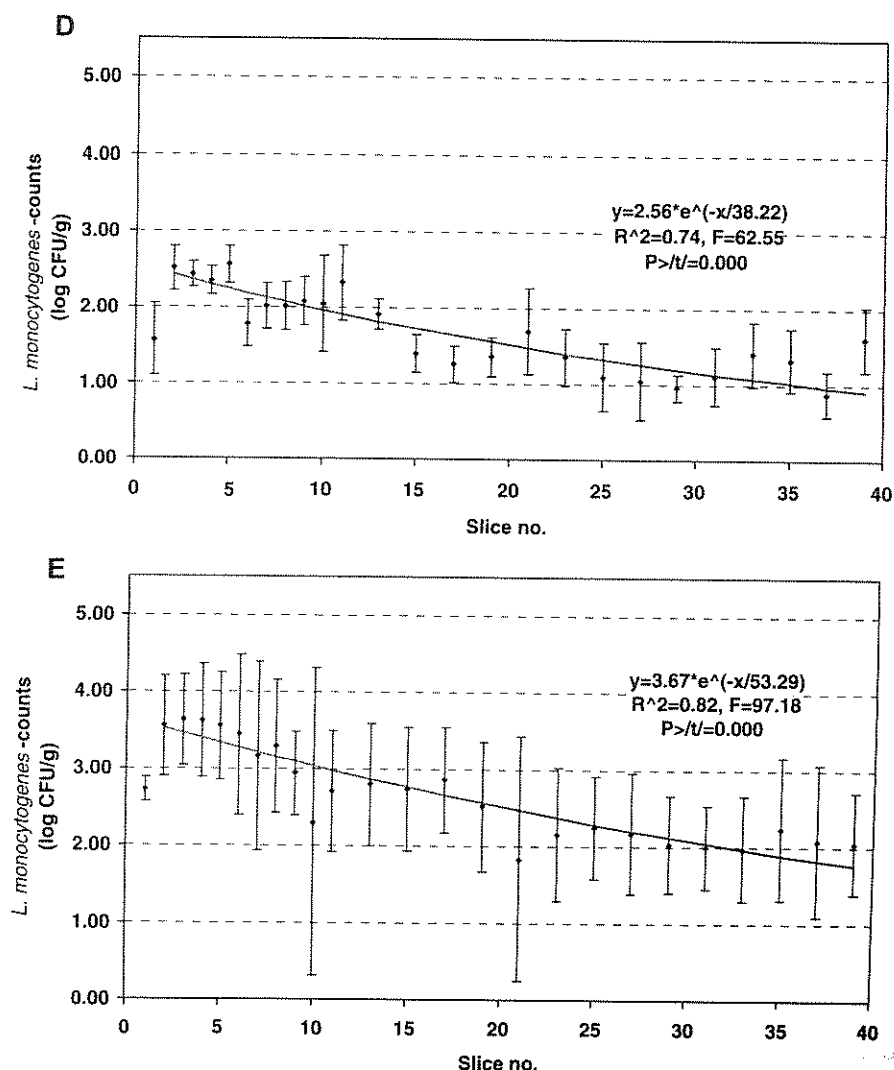 D
5.00
4.00
3.00
2.00
1.00
0.00
L. monocytogenes -counts
(log CFU/g)
y=2.56*e^(-x/38.22)
R^2=0.74, F=62.55
P>/t/=0.000
0 5 10 15 20 25 30 35 40
Slice no.
E
5.00
4.00
3.00
2.00
1.00
0.00
L. monocytogenes -counts
(log CFU/g)
y=3.67*e^(-x/53.29)
R^2=0.82, F=97.18
P>/t/=0.000
0 5 10 15 20 25 30 35 40
Slice no.